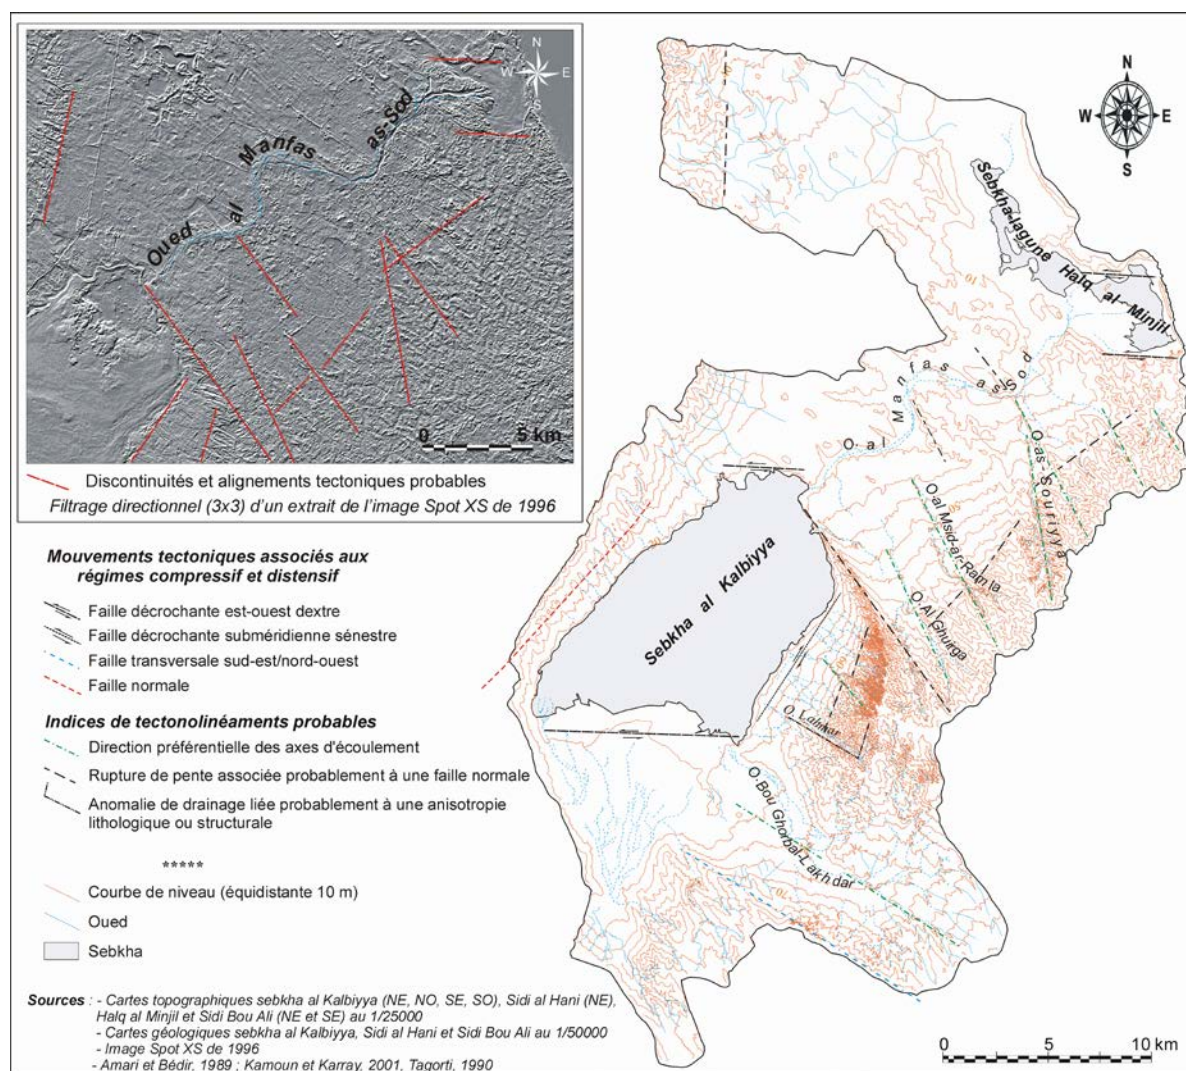 N
W E
S
Oued al Manfas as-Sod
0 5 km
Discontinuités et alignements tectoniques probables
Filtrage directionnel (3x3) d'un extrait de l'image Spot XS de 1996
Mouvements tectoniques associés aux
régimes compressif et distensif
Faille décrochante est-ouest dextre
Faille décrochante subméridienne sénestre
Faille transversale sud-est/nord-ouest
Faille normale
Indices de tectonolinéaments probables
Direction préférentielle des axes d'écoulement
Rupture de pente associée probablement à une faille normale
Anomalie de drainage liée probablement à une anisotropie
lithologique ou structurale
*****
Courbe de niveau (équidistante 10 m)
Oued
Sebkha
Sources : - Cartes topographiques sebkha al Kalbiyya (NE, NO, SE, SO), Sidi al Hani (NE),
Halq al Minjil et Sidi Bou Ali (NE et SE) au 1/25000
- Cartes géologiques sebkha al Kalbiyya, Sidi al Hani et Sidi Bou Ali au 1/50000
- Image Spot XS de 1996
- Amari et Bédir, 1989 ; Kamoun et Karray, 2001, Tagorti, 1990
N
W E
S
Sebkha-lagune Halq al Minjil
10
O. al Manfas as-Sod
O. as-Souriyya
50
O. al Msid-ar-Ramla
O. Al Ghuirga
20
Sebkha al Kalbiyya
O. Lahmar
O. Bou Ghorbal-Lakhdar
70
0 5 10 km